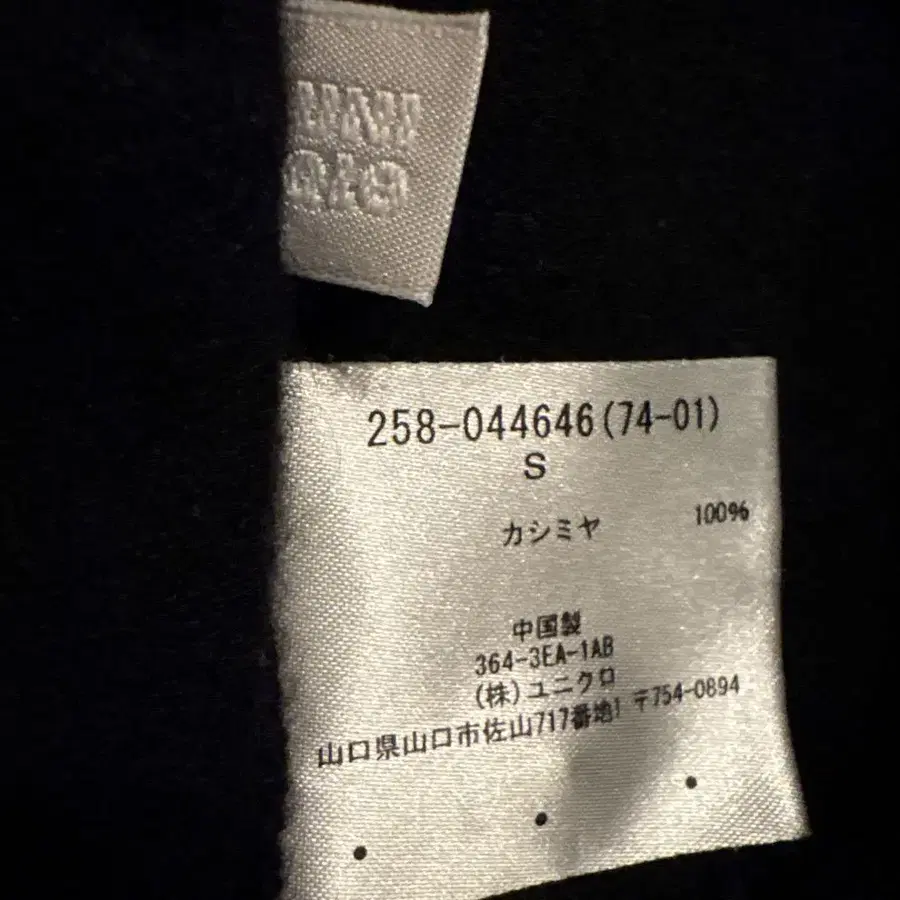 258-044646(74-01)
S
カシミヤ 100%
中国製
364-3EA-1AB
(株)ユニクロ
山口県山口市佐山717番地1 〒754-0894